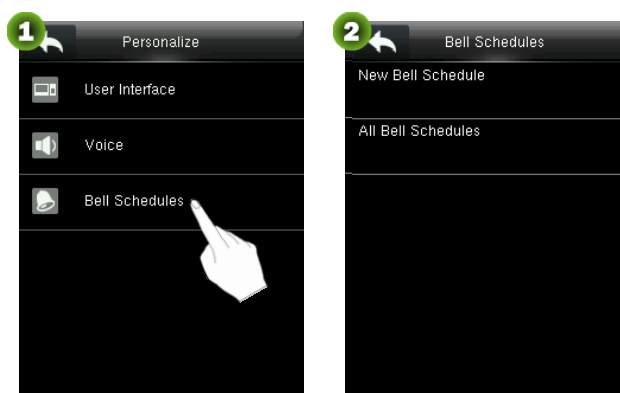 1
Personalize
User Interface
Voice
Bell Schedules
2
Bell Schedules
New Bell Schedule
All Bell Schedules